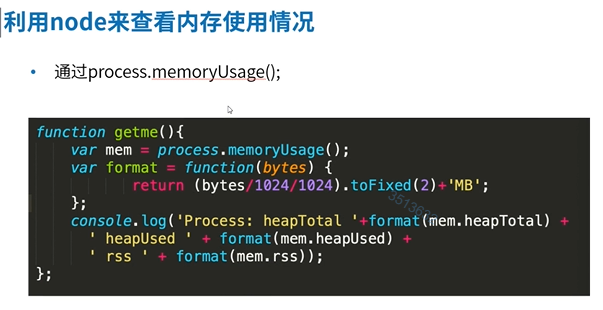 利用node来查看内存使用情况
• 通过process.memoryUsage();
function getme(){
var mem = process.memoryUsage();
var format = function(bytes) {
return (bytes/1024/1024).toFixed(2)+'MB';
};
console.log('Process: heapTotal '+format(mem.heapTotal) +
' heapUsed ' + format(mem.heapUsed) +
' rss ' + format(mem.rss));
};